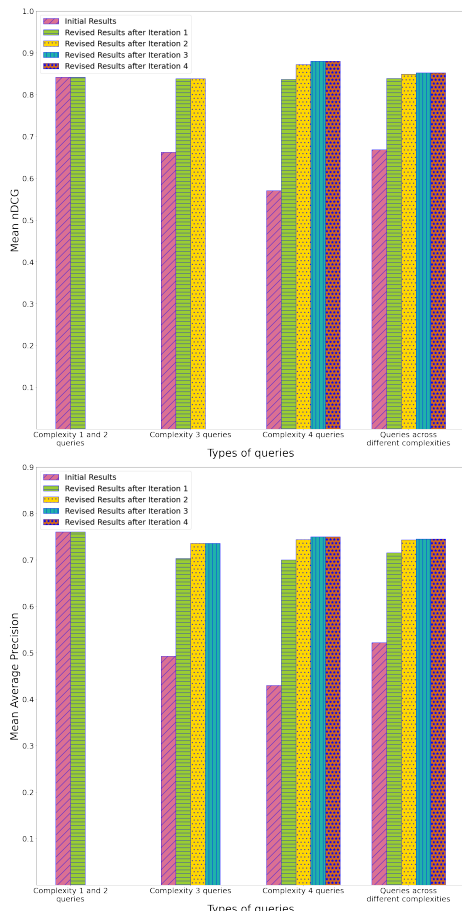 1.0
0.9
0.8
0.7
0.6
0.5
0.4
0.3
0.2
0.1
Mean nDCG
Initial Results
Revised Results after Iteration 1
Revised Results after Iteration 2
Revised Results after Iteration 3
Revised Results after Iteration 4
Complexity 1 and 2
queries
Complexity 3 queries
Complexity 4 queries
Queries across
different complexities
Types of queries
0.9
0.8
0.7
0.6
0.5
0.4
0.3
0.2
0.1
Mean Average Precision
Initial Results
Revised Results after Iteration 1
Revised Results after Iteration 2
Revised Results after Iteration 3
Revised Results after Iteration 4
Complexity 1 and 2
queries
Complexity 3 queries
Complexity 4 queries
Queries across
different complexities
Types of queries